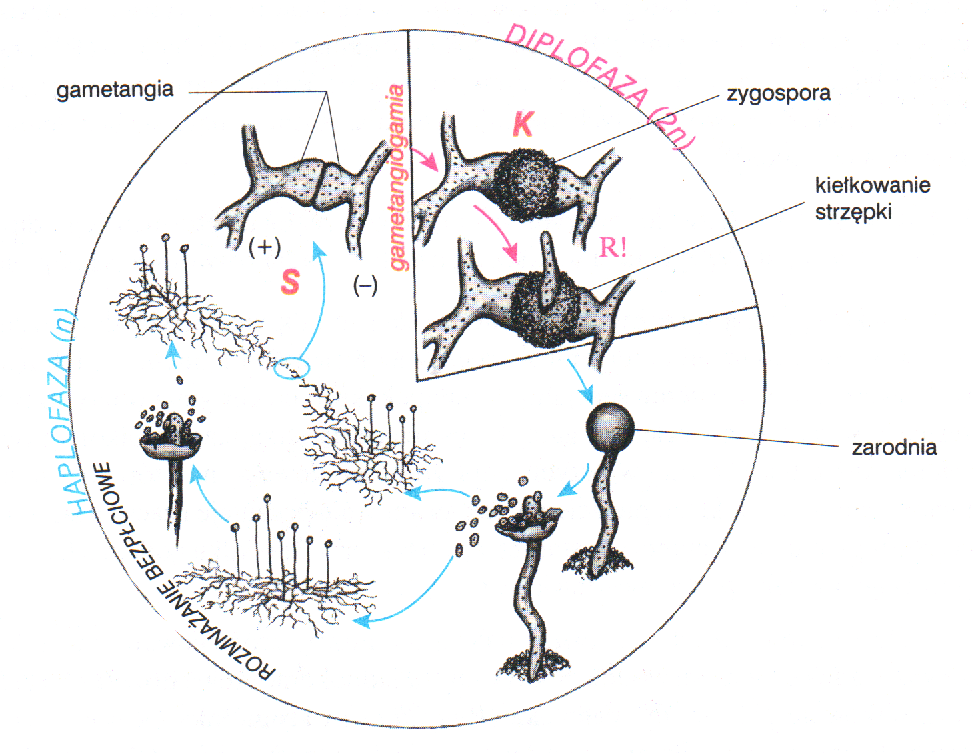 DIPLOFAZA (2n)
gametangia
zygospora
K
gametangiogamia
kiełkowanie
strzępki
(+)
R!
S
(–)
HAPLOFAZA (n)
zarodnia
ROZMNAŻANIE BEZPŁCIOWE